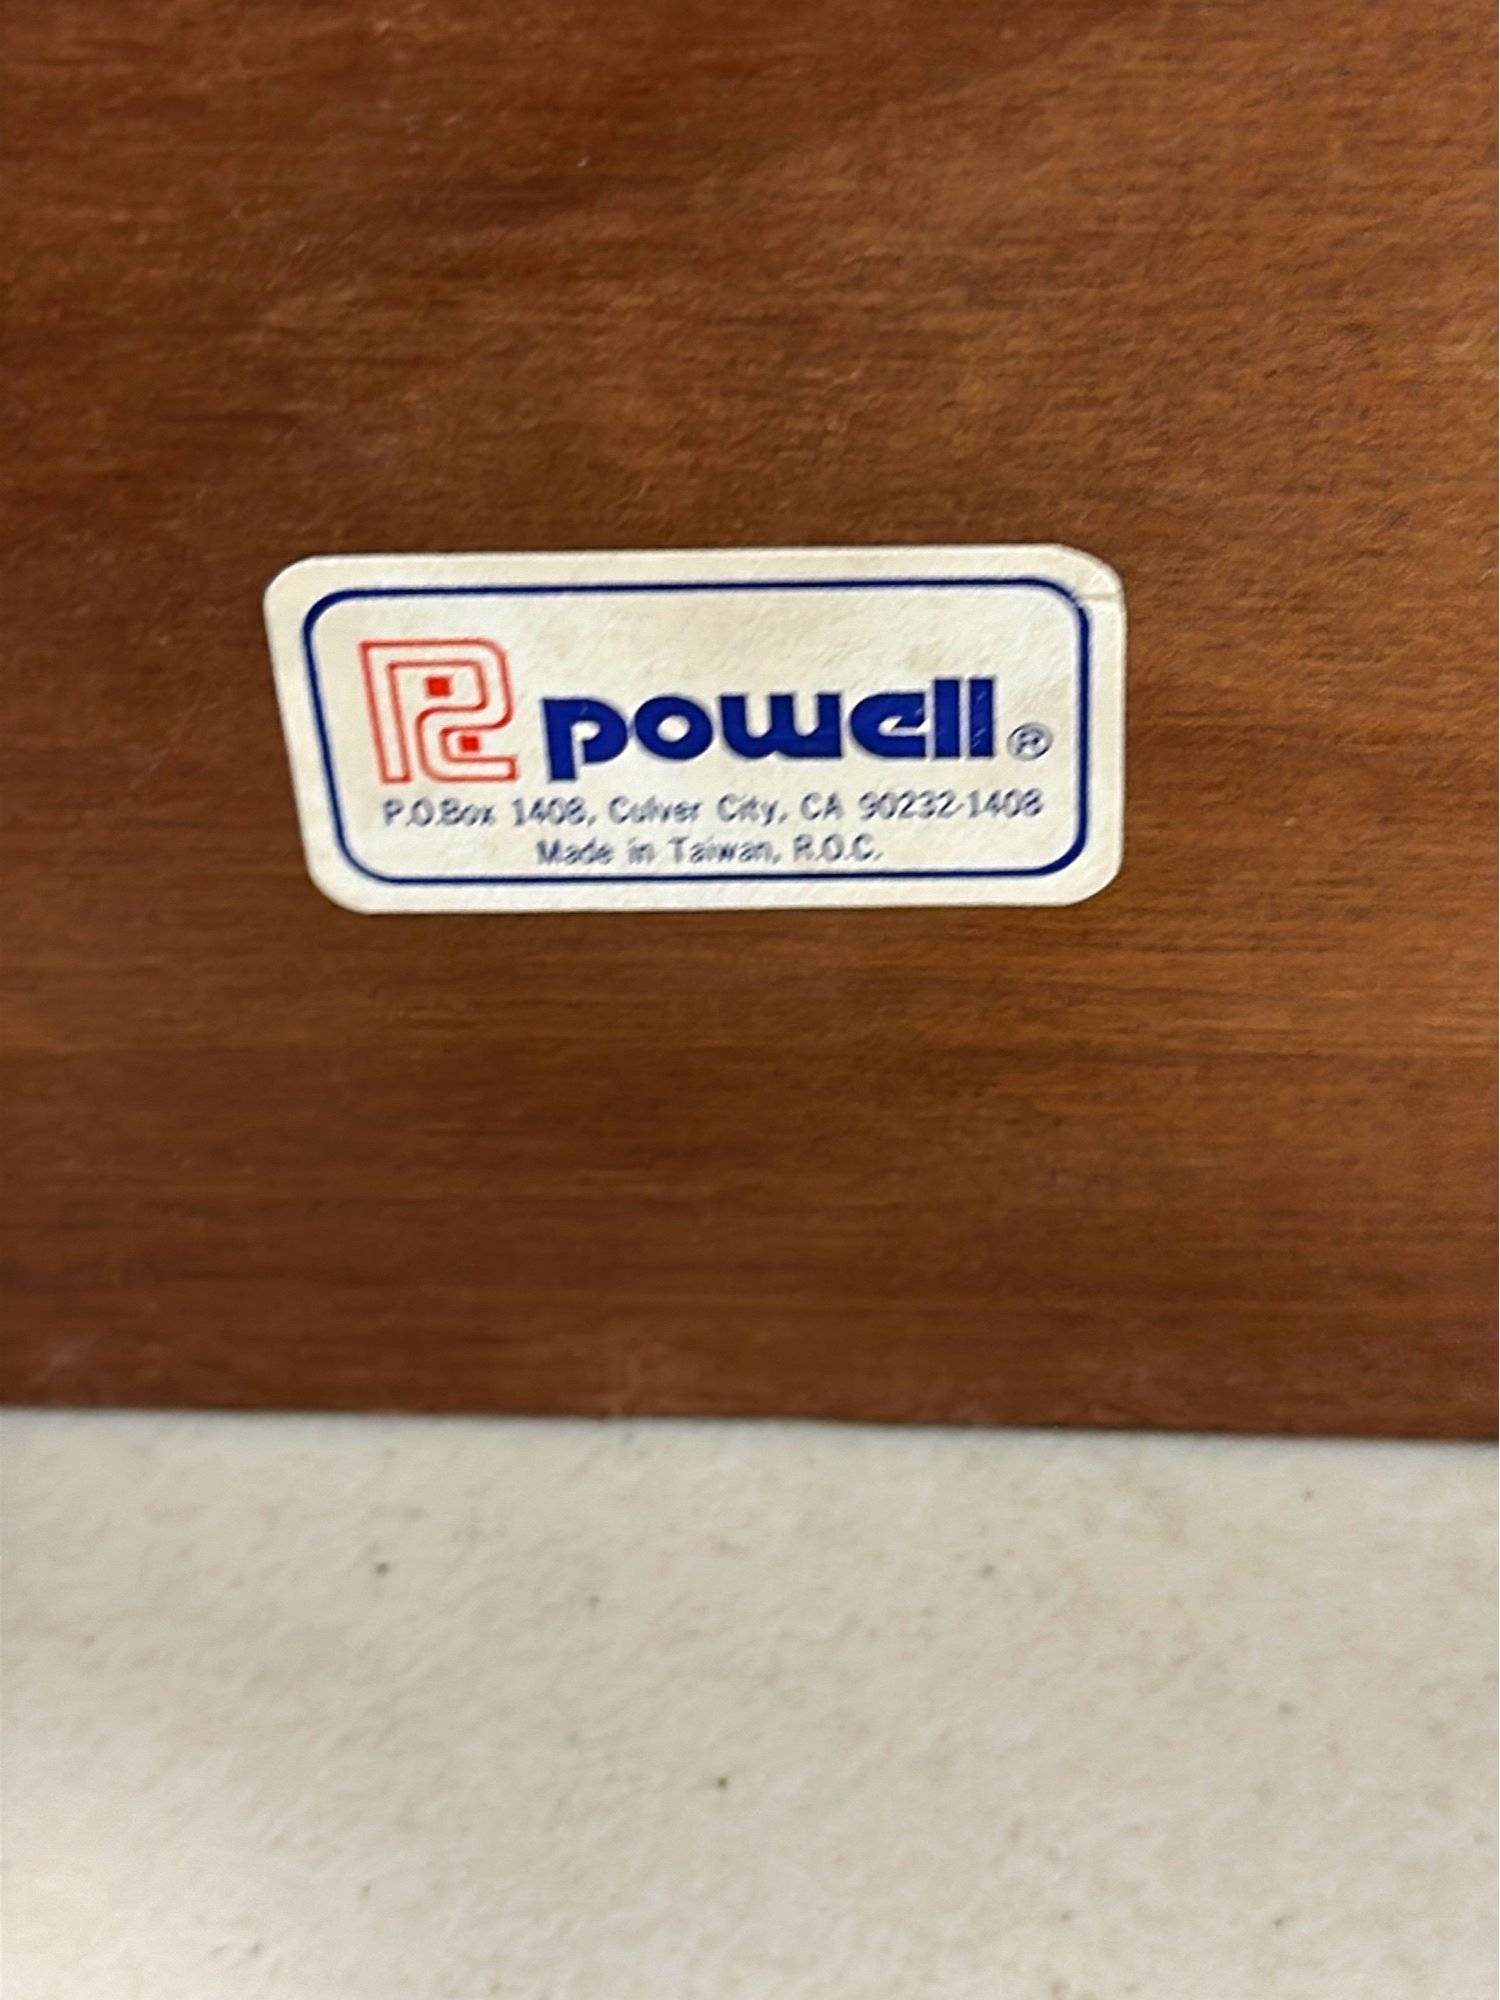 powell®
P.O.Box 1408, Culver City, CA 90232-1408
Made in Taiwan, R.O.C.